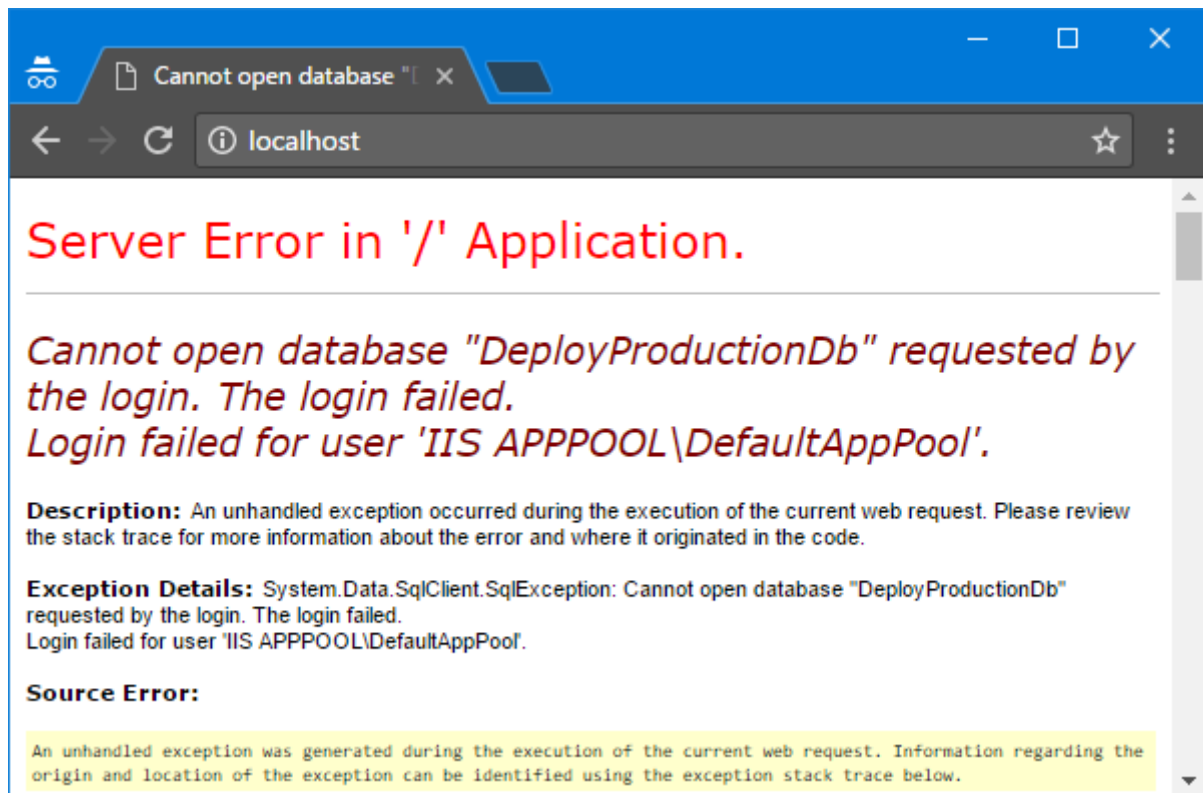 Cannot open database "
localhost
Server Error in '/' Application.
Cannot open database "DeployProductionDb" requested by
the login. The login failed.
Login failed for user 'IIS APPPOOL\DefaultAppPool'.
Description: An unhandled exception occurred during the execution of the current web request. Please review
the stack trace for more information about the error and where it originated in the code.
Exception Details: System.Data.SqlClient.SqlException: Cannot open database "DeployProductionDb"
requested by the login. The login failed.
Login failed for user 'IIS APPPOOL\DefaultAppPool'.
Source Error:
An unhandled exception was generated during the execution of the current web request. Information regarding the
origin and location of the exception can be identified using the exception stack trace below.